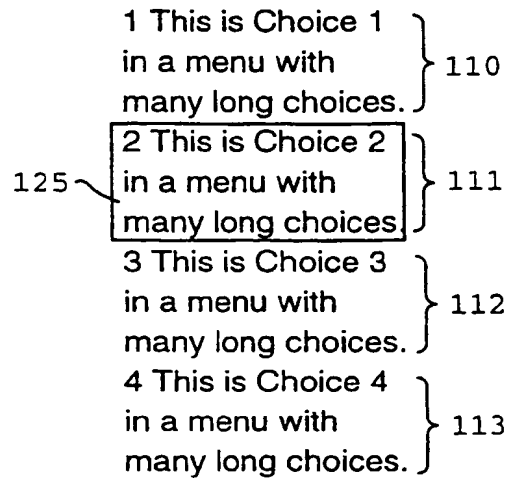 1 This is Choice 1
in a menu with 110
many long choices.
2 This is Choice 2
125 in a menu with 111
many long choices.
3 This is Choice 3
in a menu with 112
many long choices.
4 This is Choice 4
in a menu with 113
many long choices.